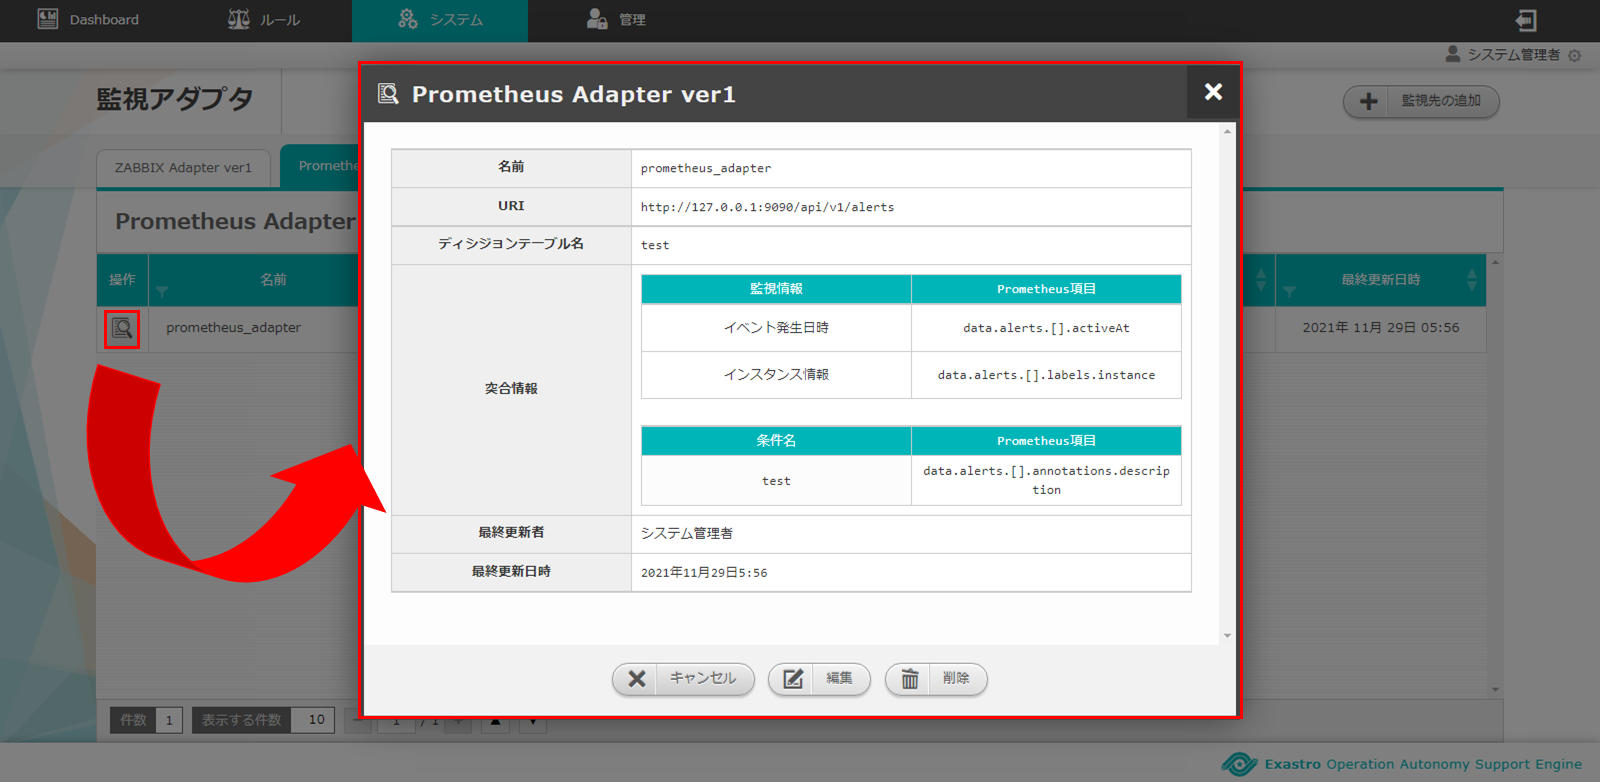 Dashboard
ルール
システム
管理
システム管理者
監視アダプタ
監視先の追加
ZABBIX Adapter ver1
Prometheus Adapter
操作
名前
最終更新日時
prometheus_adapter
2021年 11月 29日 05:56
Prometheus Adapter ver1
名前
prometheus_adapter
URI
http://127.0.0.1:9090/api/v1/alerts
ディシジョンテーブル名
test
突合情報
監視情報
Prometheus項目
イベント発生日時
data.alerts.[].activeAt
インスタンス情報
data.alerts.[].labels.instance
条件名
Prometheus項目
test
data.alerts.[].annotations.descrip
tion
最終更新者
システム管理者
最終更新日時
2021年11月29日5:56
キャンセル
編集
削除
件数 1
表示する件数 10
1 / 1
Exastro Operation Autonomy Support Engine